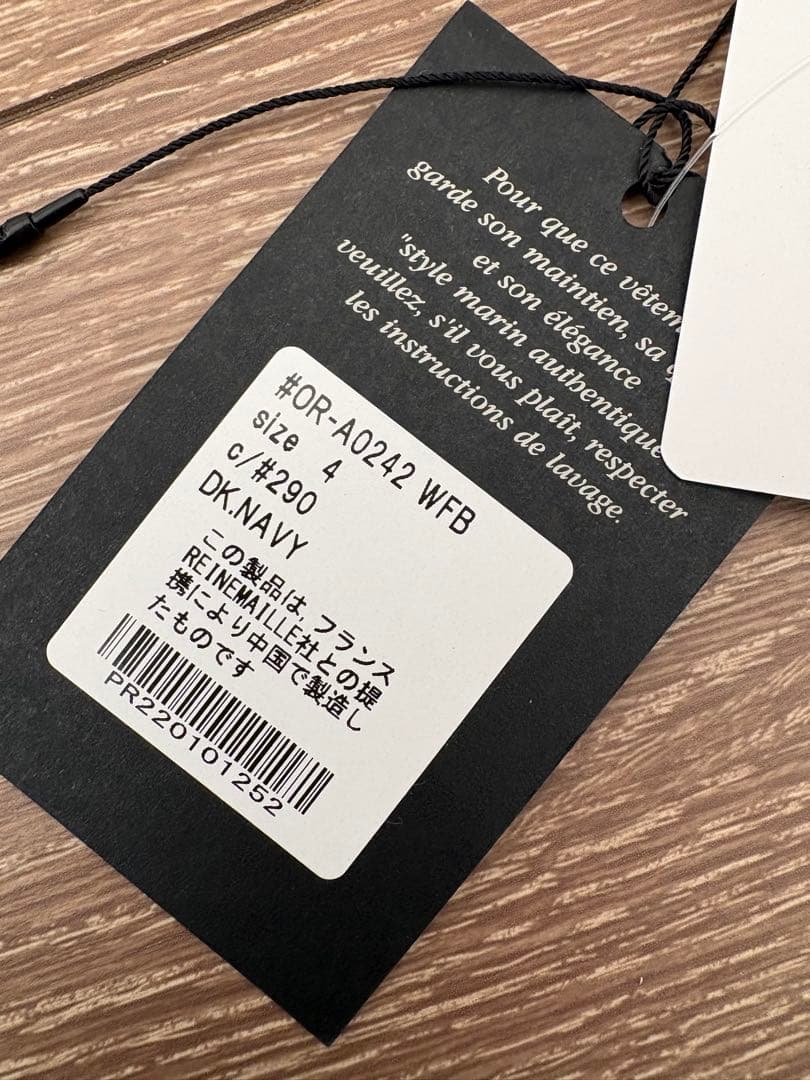 Pour que ce
garde son maintien, sa
et son élégance
"style marin authentique
veuillez, s'il vous plaît, respecter
les instructions de lavage.
#OR-A0242 WFB
size 4
c/#290
DK.NAVY
この製品は,フランス
REINEMAILLE社との提
携により中国で製造し
たものです
PR220101252